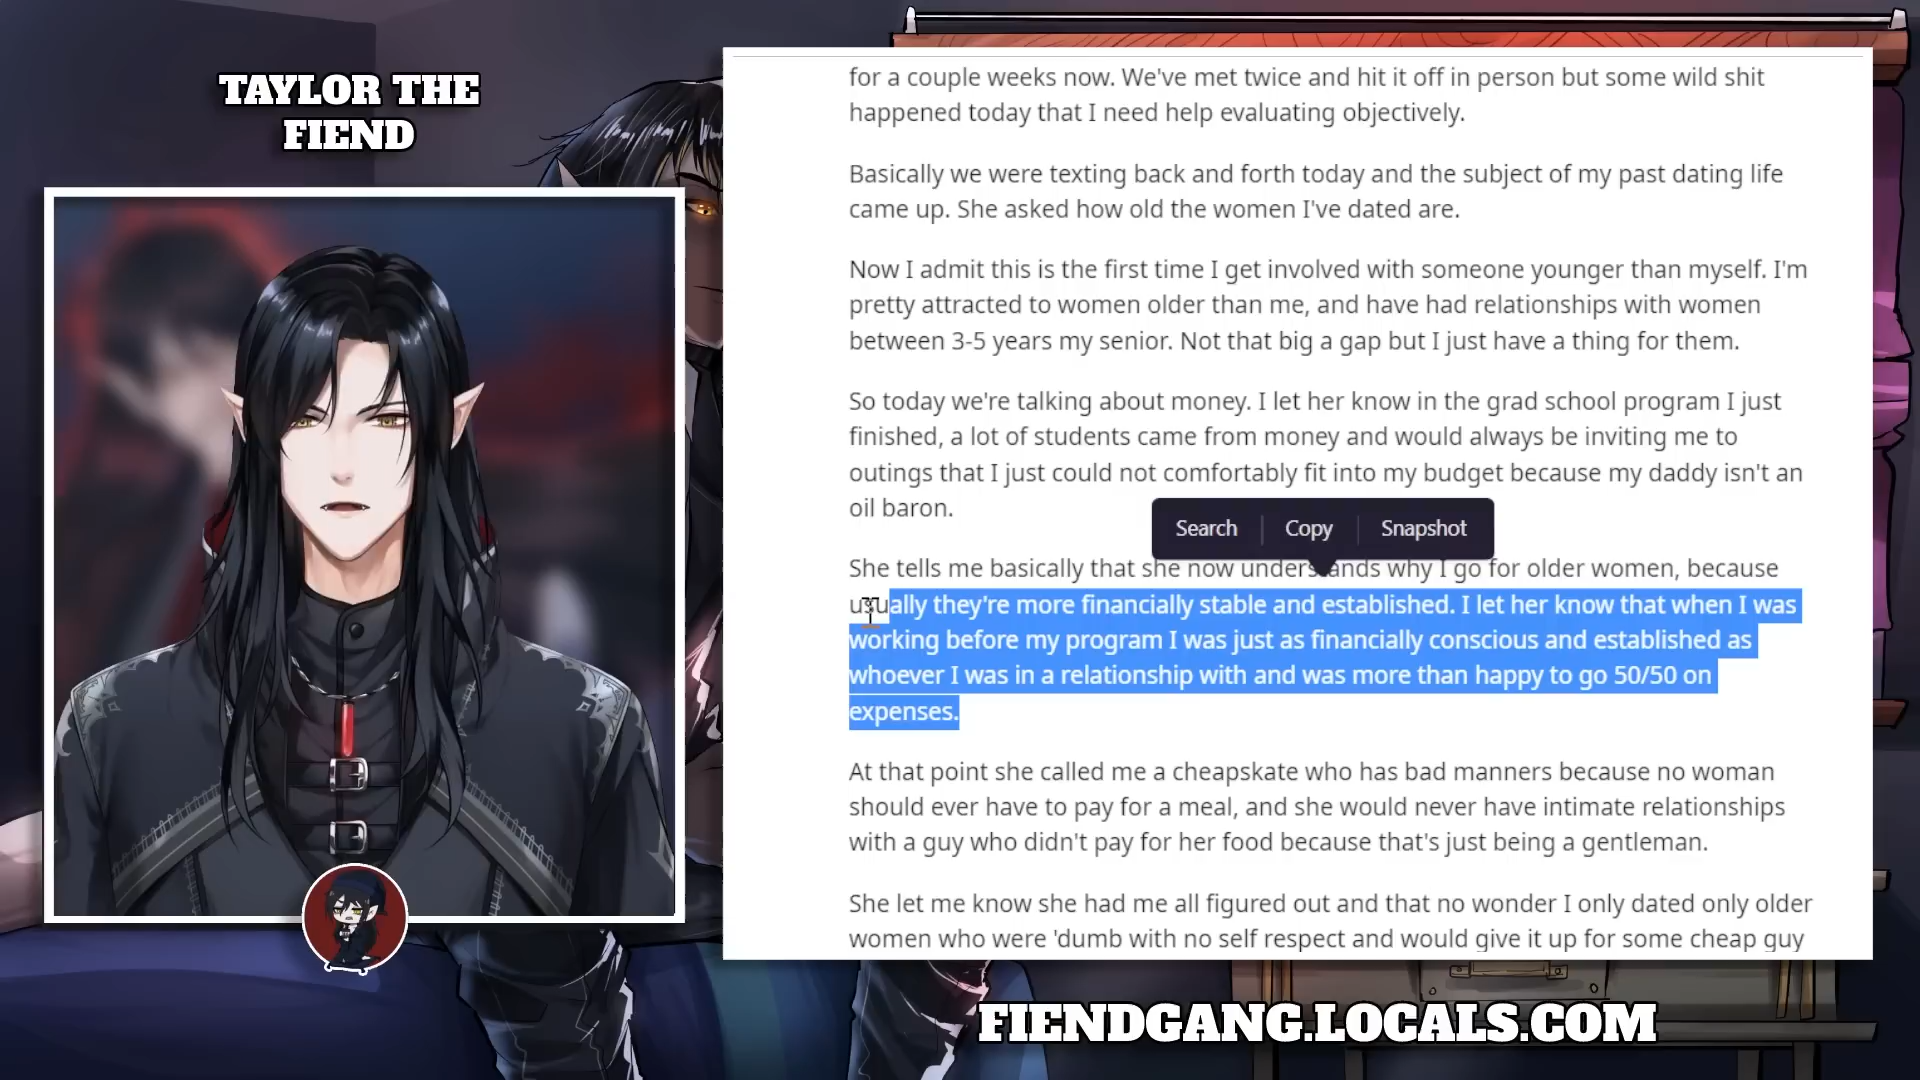 TAYLOR THE
FIEND
for a couple weeks now. We've met twice and hit it off in person but some wild shit
happened today that I need help evaluating objectively.
Basically we were texting back and forth today and the subject of my past dating life
came up. She asked how old the women I've dated are.
Now I admit this is the first time I get involved with someone younger than myself. I'm
pretty attracted to women older than me, and have had relationships with women
between 3-5 years my senior. Not that big a gap but I just have a thing for them.
So today we're talking about money. I let her know in the grad school program I just
finished, a lot of students came from money and would always be inviting me to
outings that I just could not comfortably fit into my budget because my daddy isn't an
oil baron.
Search Copy Snapshot
She tells me basically that she now understands why I go for older women, because
usually they're more financially stable and established. I let her know that when I was
working before my program I was just as financially conscious and established as
whoever I was in a relationship with and was more than happy to go 50/50 on
expenses.
At that point she called me a cheapskate who has bad manners because no woman
should ever have to pay for a meal, and she would never have intimate relationships
with a guy who didn't pay for her food because that's just being a gentleman.
She let me know she had me all figured out and that no wonder I only dated only older
women who were 'dumb with no self respect and would give it up for some cheap guy
FIENDGANG.LOCALS.COM